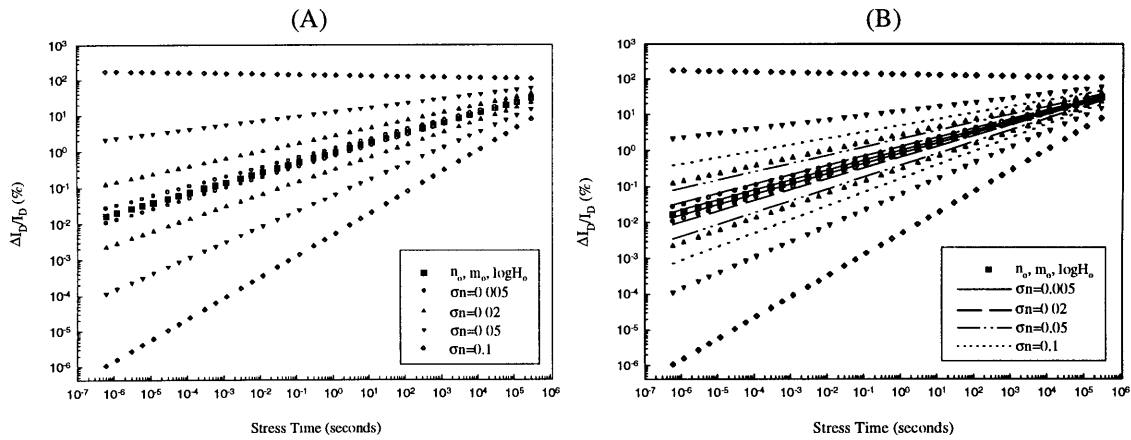 (A)
10³
10²
10¹
10⁰
10⁻¹
10⁻²
10⁻³
10⁻⁴
10⁻⁵
10⁻⁶
ΔI_D/I_D (%)
n_o, m_o, logH_o
σn=0 005
σn=0 02
σn=0 05
σn=0.1
10⁻⁷ 10⁻⁶ 10⁻⁵ 10⁻⁴ 10⁻³ 10⁻² 10⁻¹ 10⁰ 10¹ 10² 10³ 10⁴ 10⁵ 10⁶
Stress Time (seconds)
(B)
10³
10²
10¹
10⁰
10⁻¹
10⁻²
10⁻³
10⁻⁴
10⁻⁵
10⁻⁶
ΔI_D/I_D (%)
n_o, m_o, logH_o
σn=0.005
σn=0 02
σn=0.05
σn=0.1
10⁻⁷ 10⁻⁶ 10⁻⁵ 10⁻⁴ 10⁻³ 10⁻² 10⁻¹ 10⁰ 10¹ 10² 10³ 10⁴ 10⁵ 10⁶
Stress Time (seconds)